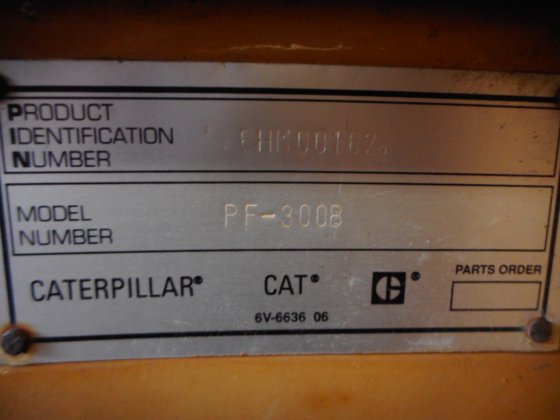 PRODUCT
IDENTIFICATION
NUMBER
MODEL
NUMBER
PF-300B
CATERPILLAR®
CAT®
®
PARTS ORDER
6V-6636 06